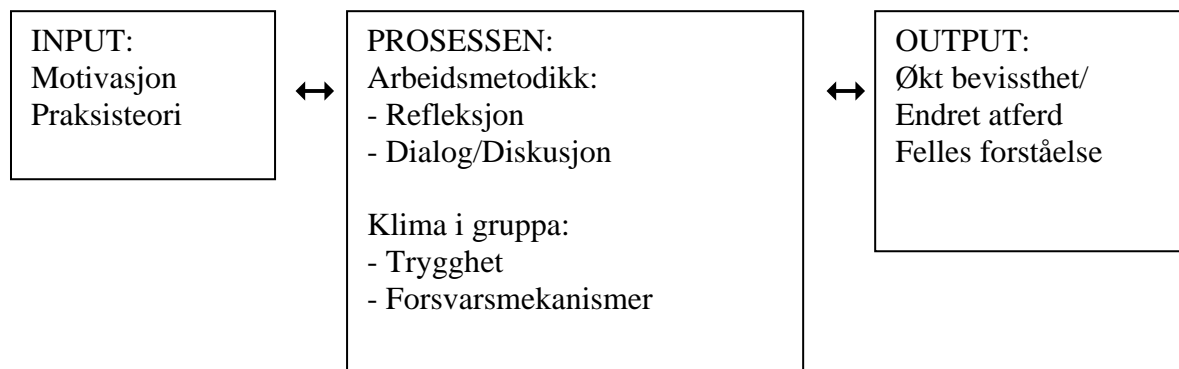 INPUT:
Motivasjon
Praksisteori
PROSESSEN:
Arbeidsmetodikk:
- Refleksjon
- Dialog/Diskusjon
Klima i gruppa:
- Trygghet
- Forsvarsmekanismer
OUTPUT:
Økt bevissthet/
Endret atferd
Felles forståelse